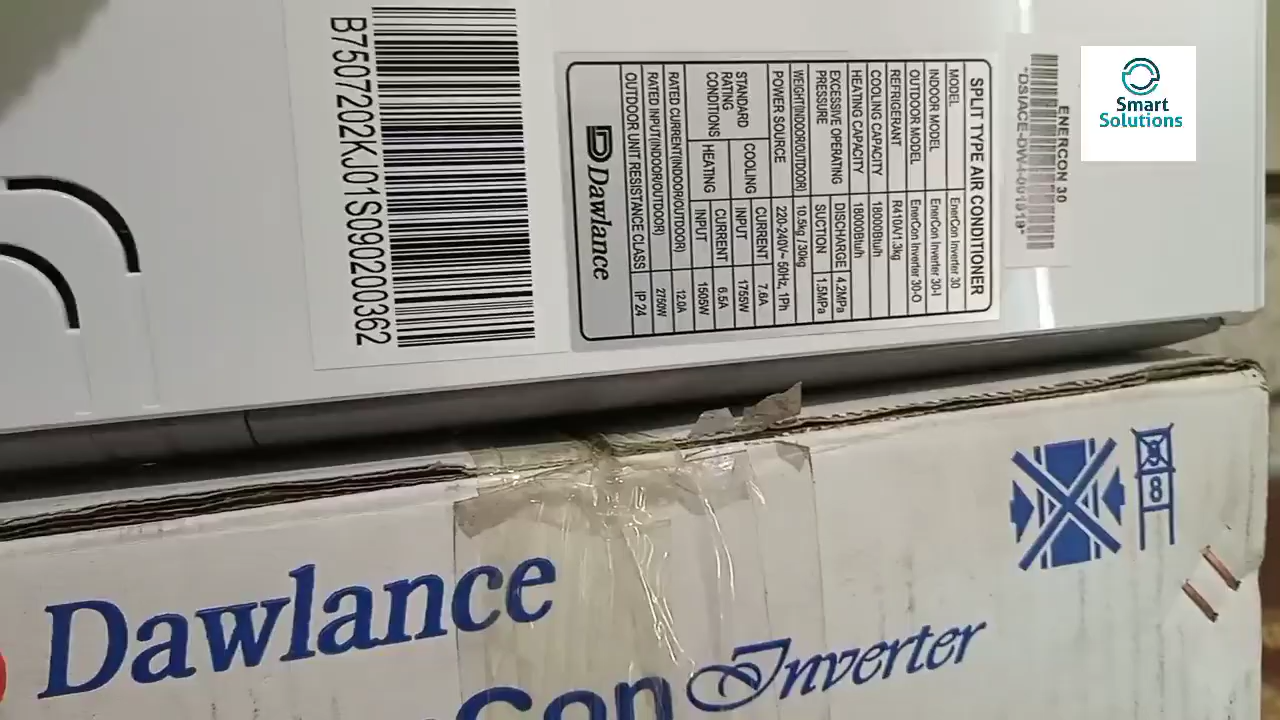 SPLIT TYPE AIR CONDITIONER
MODEL EnerCon Inverter 30
INDOOR MODEL EnerCon Inverter 30-I
OUTDOOR MODEL EnerCon Inverter 30-O
REFRIGERANT R410A/1.3kg
COOLING CAPACITY 18000Btu/h
HEATING CAPACITY 18000Btu/h
EXCESSIVE OPERATING PRESSURE DISCHARGE 4.2MPa
SUCTION 1.5MPa
WEIGHT(INDOOR/OUTDOOR) 10.5kg / 30kg
POWER SOURCE 220-240V~ 50Hz, 1Ph
STANDARD RATING CONDITIONS COOLING CURRENT 7.6A
INPUT 1755W
HEATING CURRENT 6.5A
INPUT 1505W
RATED CURRENT(INDOOR/OUTDOOR) 12.0A
RATED INPUT(INDOOR/OUTDOOR) 2750W
OUTDOOR UNIT RESISTANCE CLASS IP 24
Dawlance
B7507202KJ01S090200362
ENERCON 30
Smart
Solutions
8
Dawlance
Con Inverter